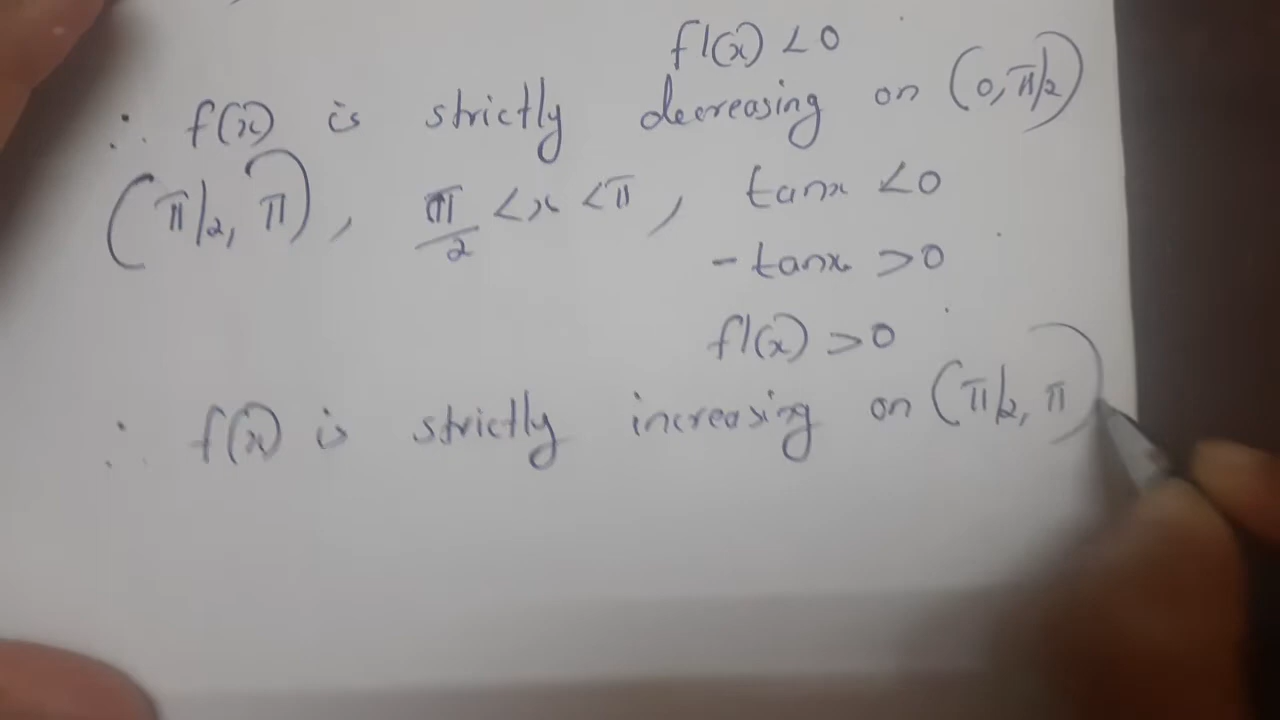 f'(x) < 0
∴ f(x) is strictly decreasing on (0, π/2)
(π/2, π), π/2 < x < π, tanx < 0
- tanx > 0
f'(x) > 0
∴ f(x) is strictly increasing on (π/2, π)